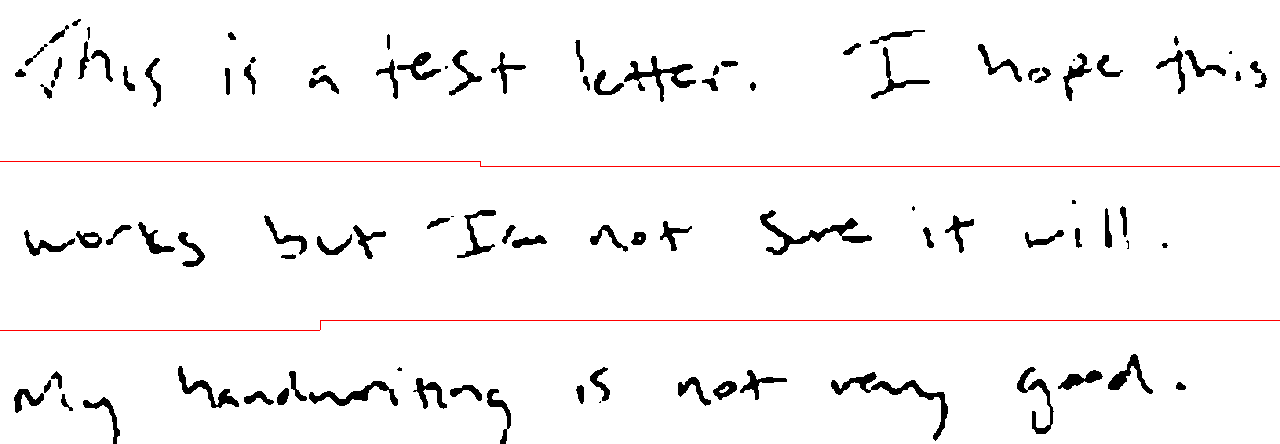 This is a test letter. I hope this
works but I'm not sure it will.
My handwriting is not very good.